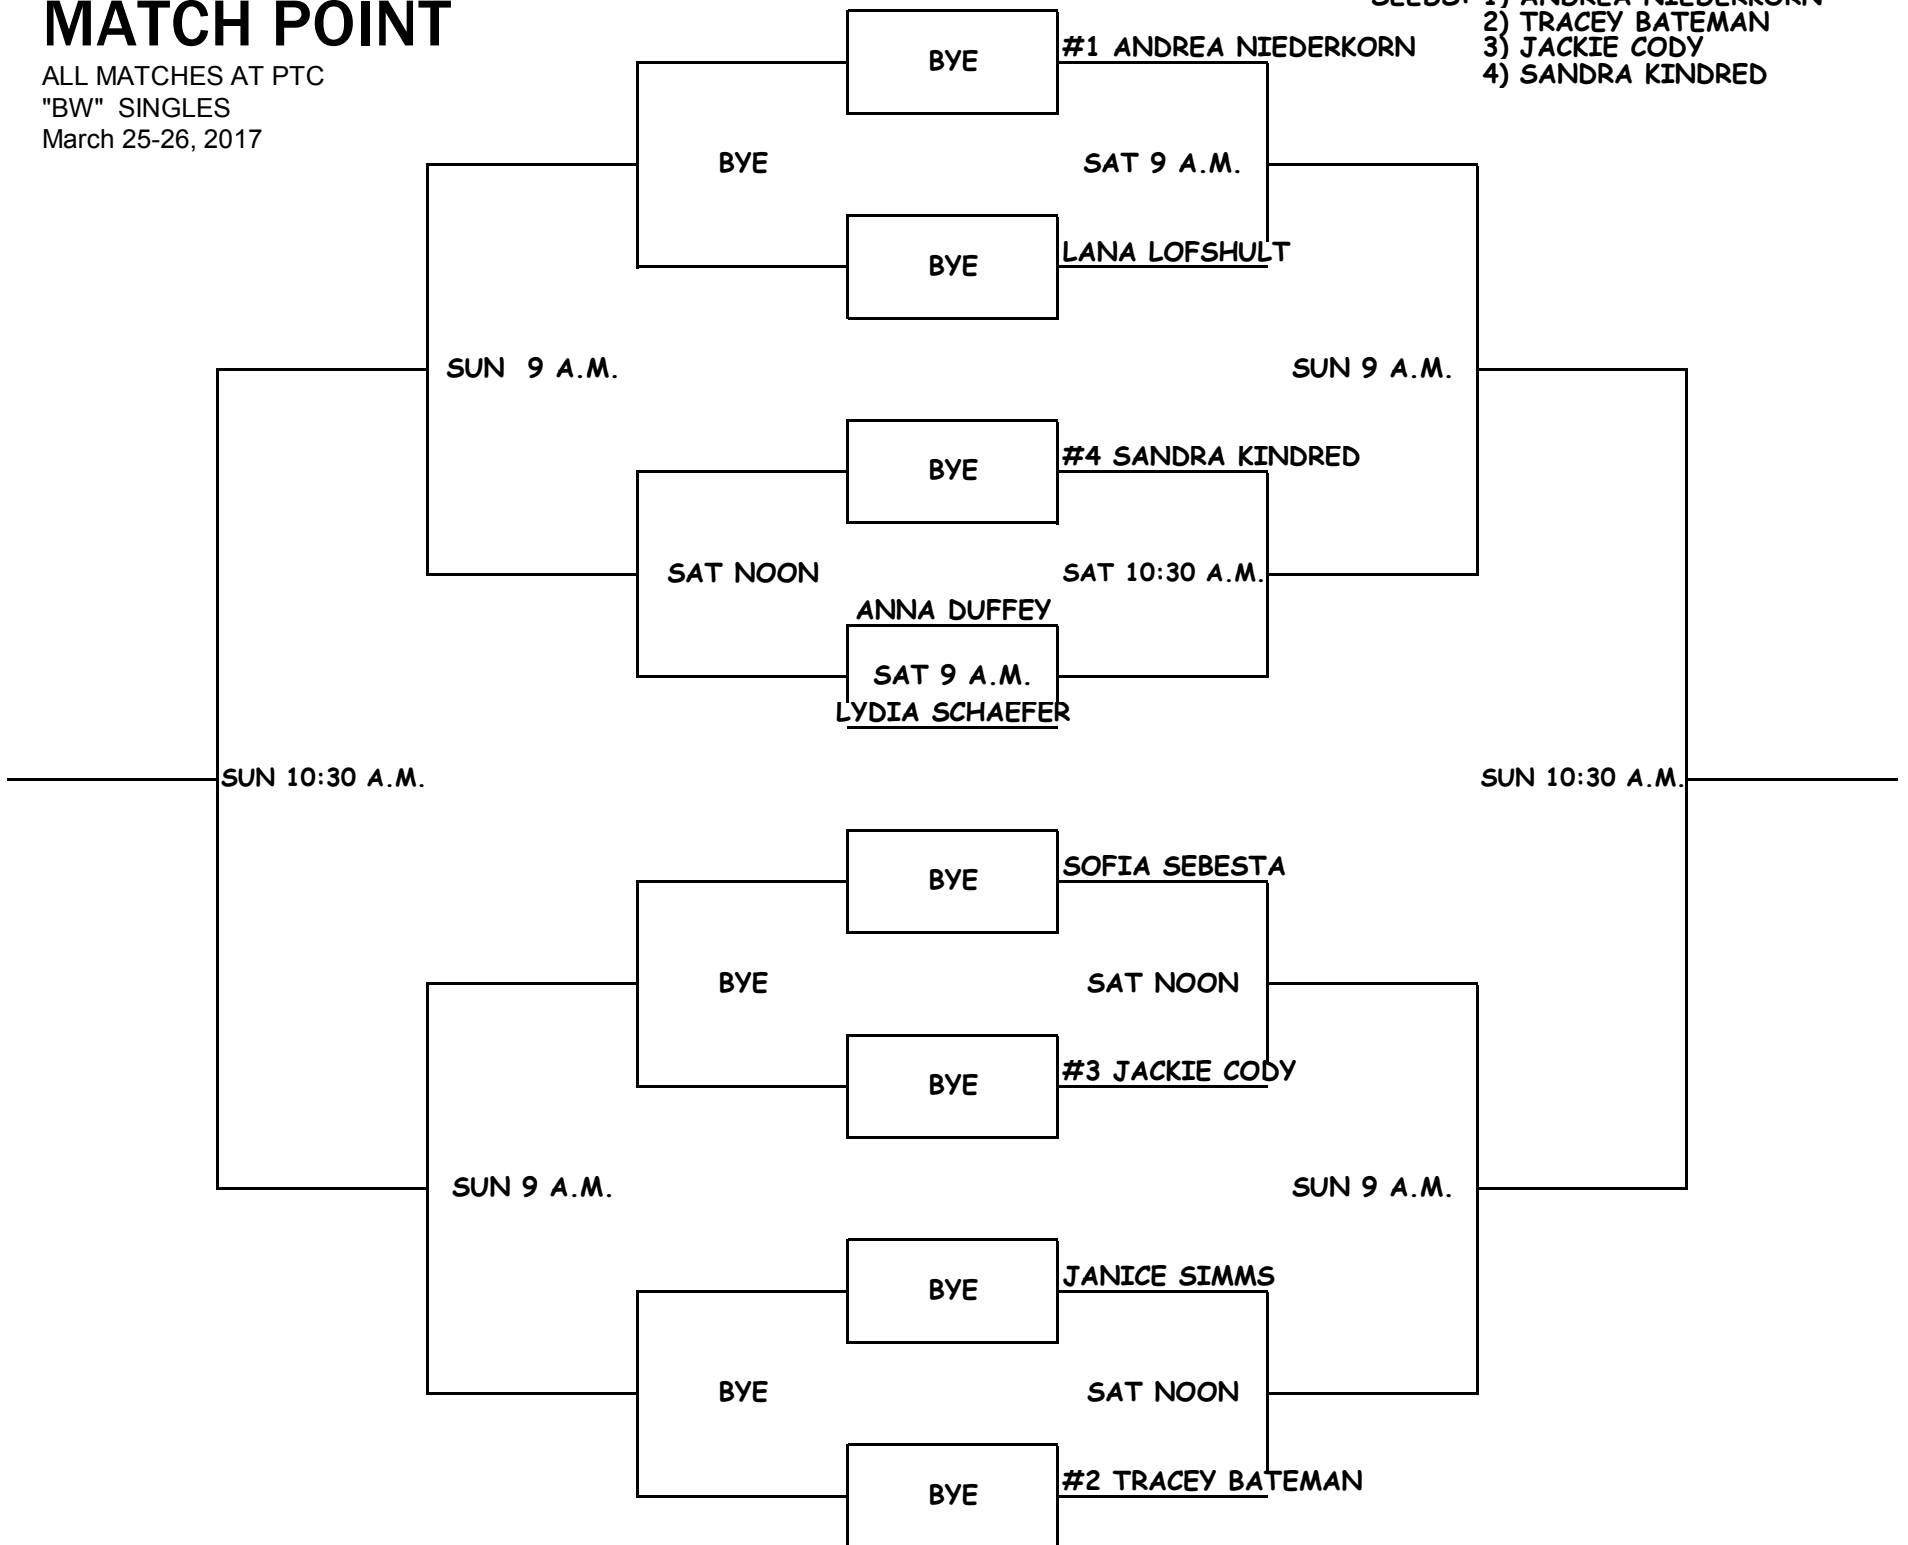 MATCH POINT
ALL MATCHES AT PTC
"BW"  SINGLES
March 25-26, 2017
SEEDS: 1) ANDREA NIEDERKORN
2) TRACEY BATEMAN
3) JACKIE CODY
4) SANDRA KINDRED
BYE
#1 ANDREA NIEDERKORN
BYE
SAT 9 A.M.
BYE
LANA LOFSHULT
SUN  9 A.M.
SUN 9 A.M.
BYE
#4 SANDRA KINDRED
SAT NOON
SAT 10:30 A.M.
ANNA DUFFEY
SAT 9 A.M.
LYDIA SCHAEFER
SUN 10:30 A.M.
SUN 10:30 A.M.
BYE
SOFIA SEBESTA
BYE
SAT NOON
BYE
#3 JACKIE CODY
SUN 9 A.M.
SUN 9 A.M.
BYE
JANICE SIMMS
BYE
SAT NOON
BYE
#2 TRACEY BATEMAN